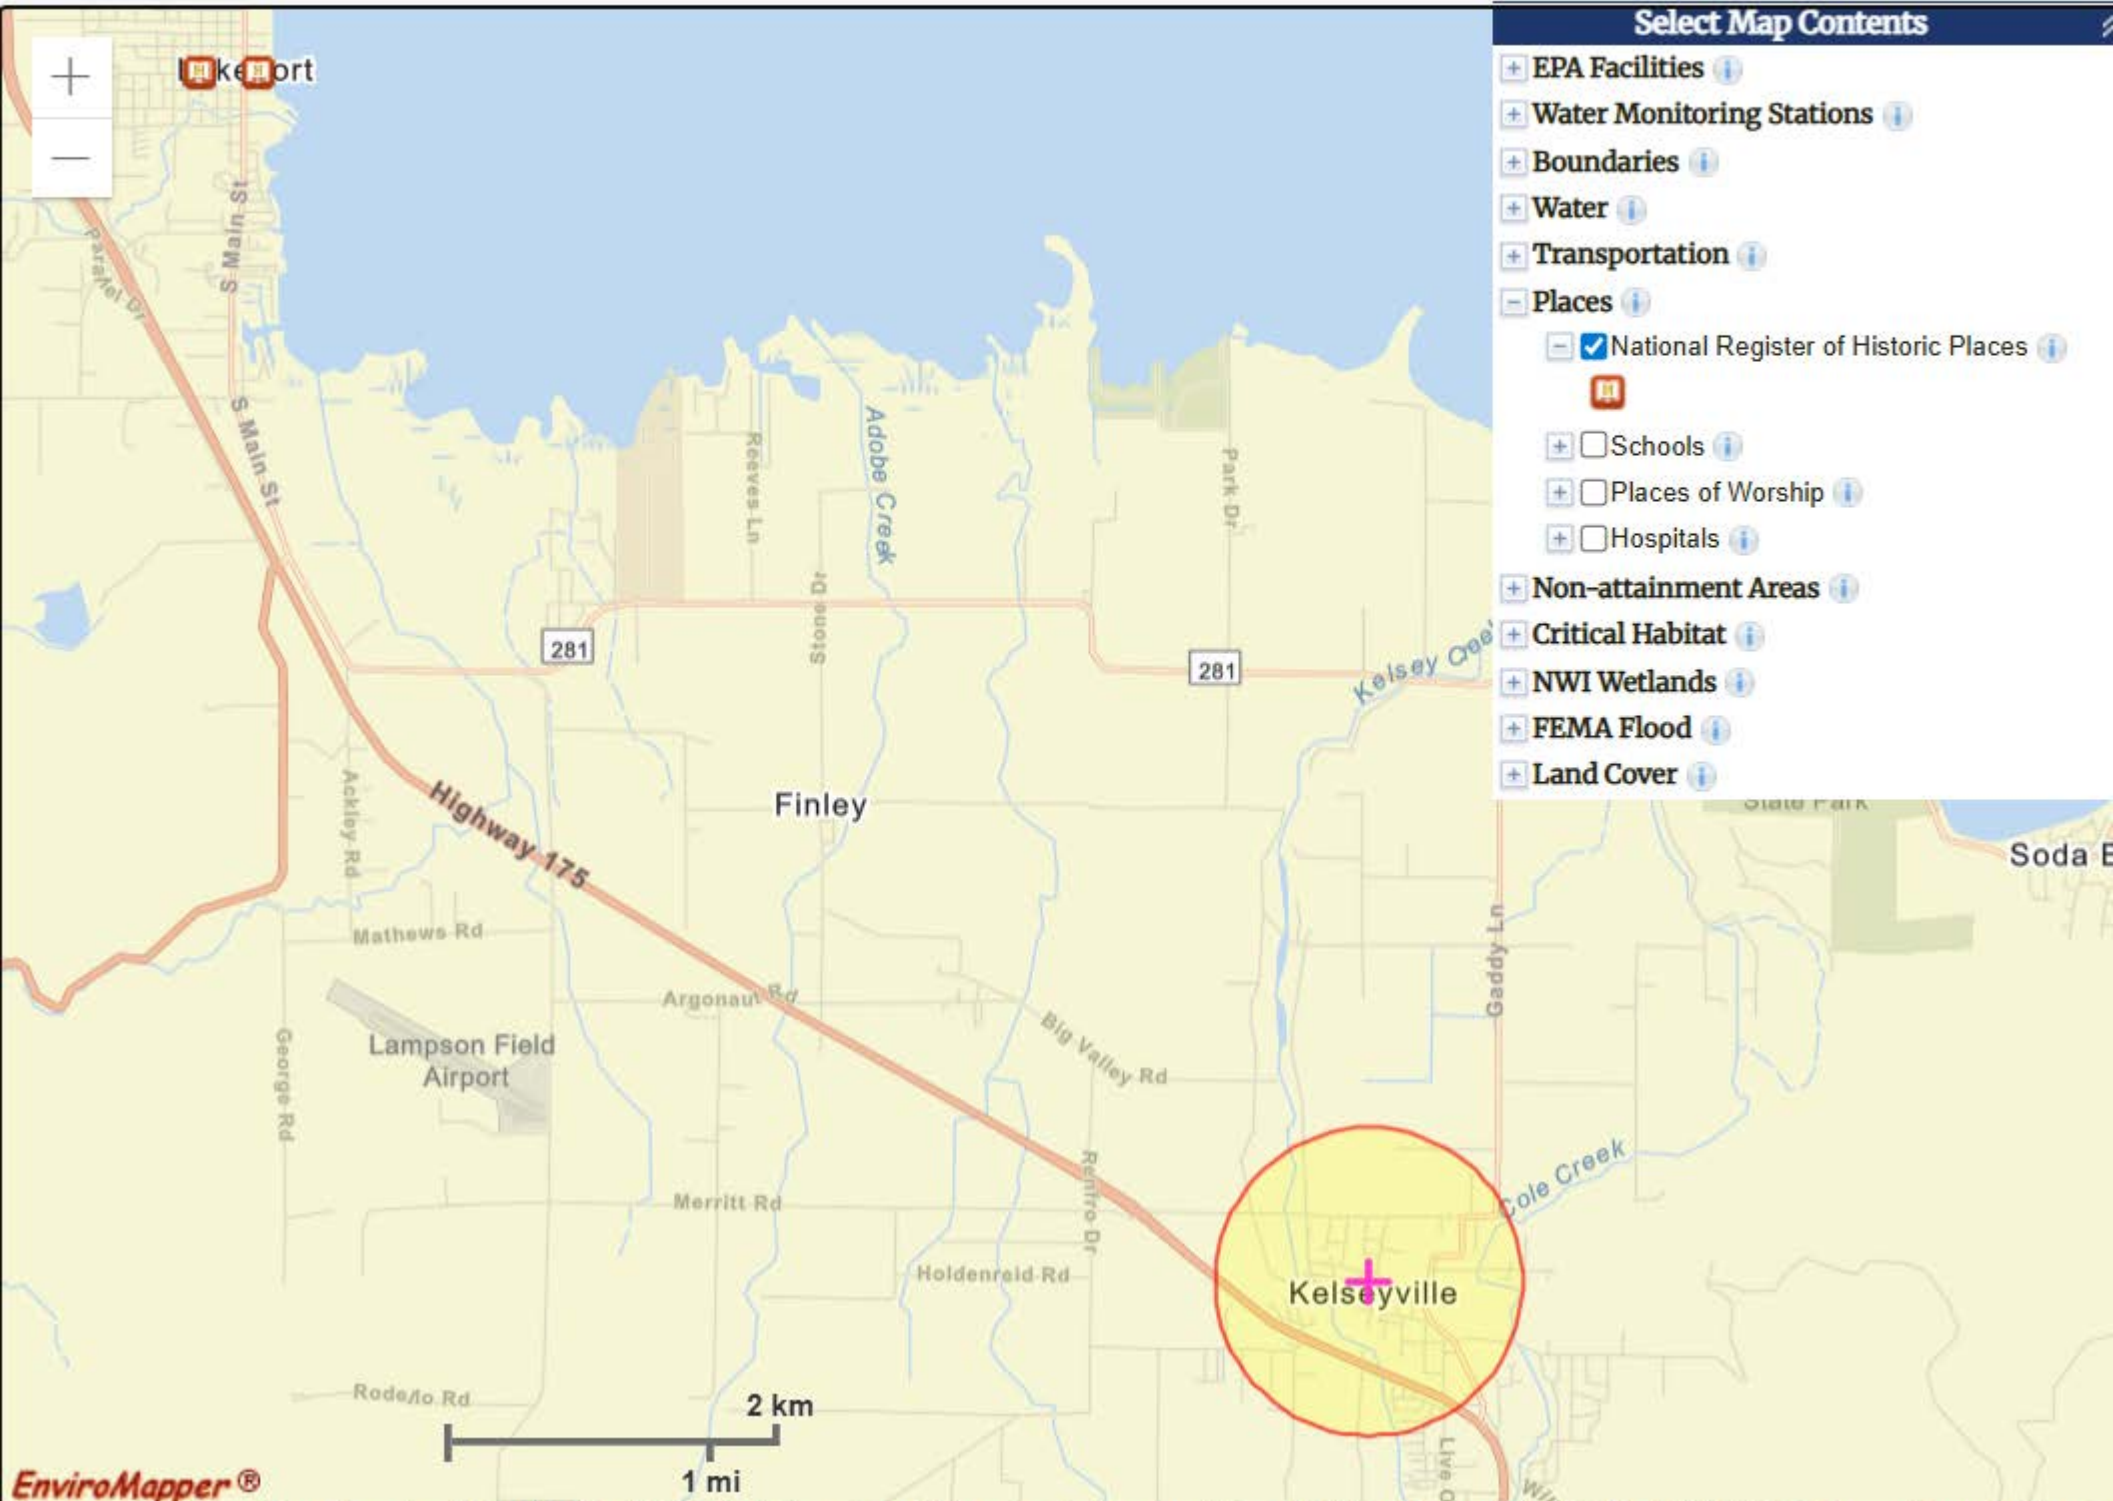 Select Map Contents
EPA Facilities
Water Monitoring Stations
Boundaries
Water
Transportation
Places
National Register of Historic Places
Schools
Places of Worship
Hospitals
Non-attainment Areas
Critical Habitat
NWI Wetlands
FEMA Flood
Land Cover
S Main St
Parallel Dr
S Main St
Adobe Creek
Reeves Ln
Park Dr
Stone Dr
281
281
Kelsey Creek
State Park
Finley
Ackley Rd
Highway 175
Mathews Rd
Gaddy Ln
Argonaut Rd
Big Valley Rd
Lampson Field
Airport
George Rd
Merritt Rd
Renfro Dr
Cole Creek
Holdenreid Rd
Kelseyville
2 km
1 mi
EnviroMapper ®